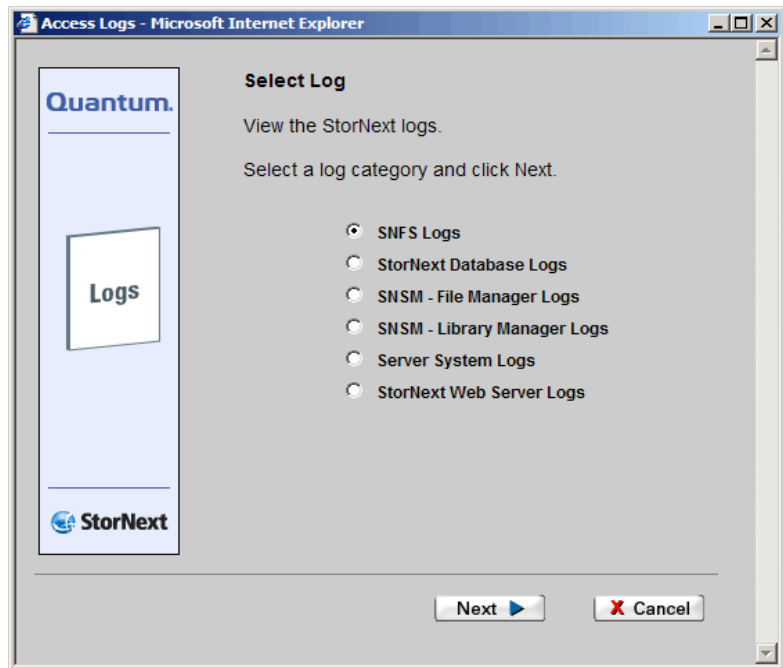 Access Logs - Microsoft Internet Explorer
Quantum.
Logs
StorNext
Select Log
View the StorNext logs.
Select a log category and click Next.
SNFS Logs
StorNext Database Logs
SNSM - File Manager Logs
SNSM - Library Manager Logs
Server System Logs
StorNext Web Server Logs
Next
Cancel